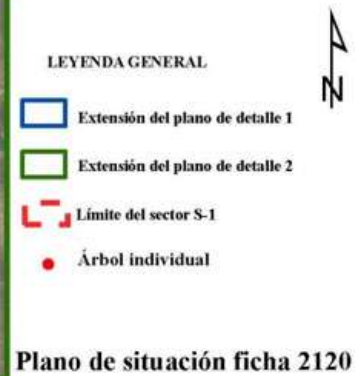 N
LEYENDA GENERAL
Extensión del plano de detalle 1
Extensión del plano de detalle 2
Límite del sector S-1
Árbol individual
Plano de situación ficha 2120